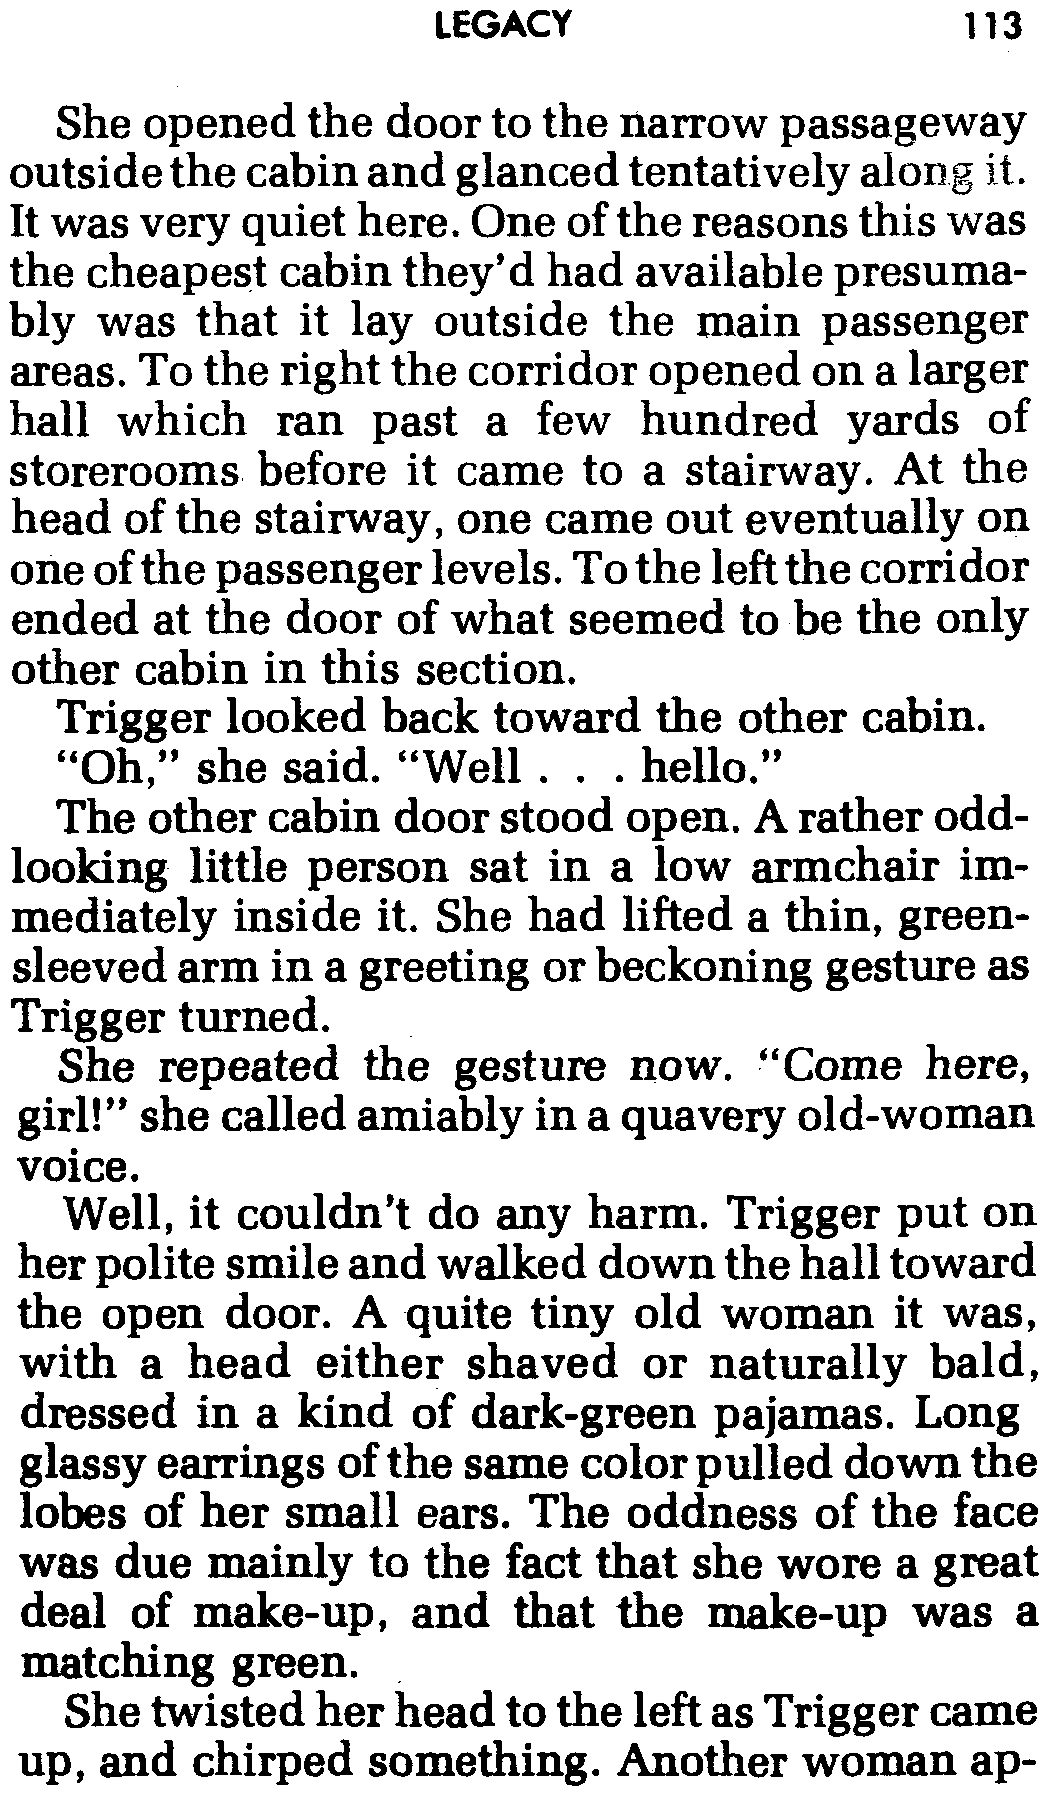 LEGACY 113
She opened the door to the narrow passageway
outside the cabin and glanced tentatively along it.
It was very quiet here. One of the reasons this was
the cheapest cabin they’d had available presuma-
bly was that it lay outside the main passenger
areas. To the right the corridor opened on a larger
hall which ran past a few hundred yards of
storerooms before it came to a stairway. At the
head of the stairway, one came out eventually on
one of the passenger levels. To the left the corridor
ended at the door of what seemed to be the only
other cabin in this section.
Trigger looked back toward the other cabin.
“Oh,” she said. “Well . . . hello.”
The other cabin door stood open. A rather odd-
looking little person sat in a low armchair im-
mediately inside it. She had lifted a thin, green-
sleeved arm in a greeting or beckoning gesture as
Trigger turned.
She repeated the gesture now. “Come here,
girl!” she called amiably in a quavery old-woman
voice.
Well, it couldn’t do any harm. Trigger put on
her polite smile and walked down the hall toward
the open door. A quite tiny old woman it was,
with a head either shaved or naturally bald,
dressed in a kind of dark-green pajamas. Long
glassy earrings of the same color pulled down the
lobes of her small ears. The oddness of the face
was due mainly to the fact that she wore a great
deal of make-up, and that the make-up was a
matching green.
She twisted her head to the left as Trigger came
up, and chirped something. Another woman ap-